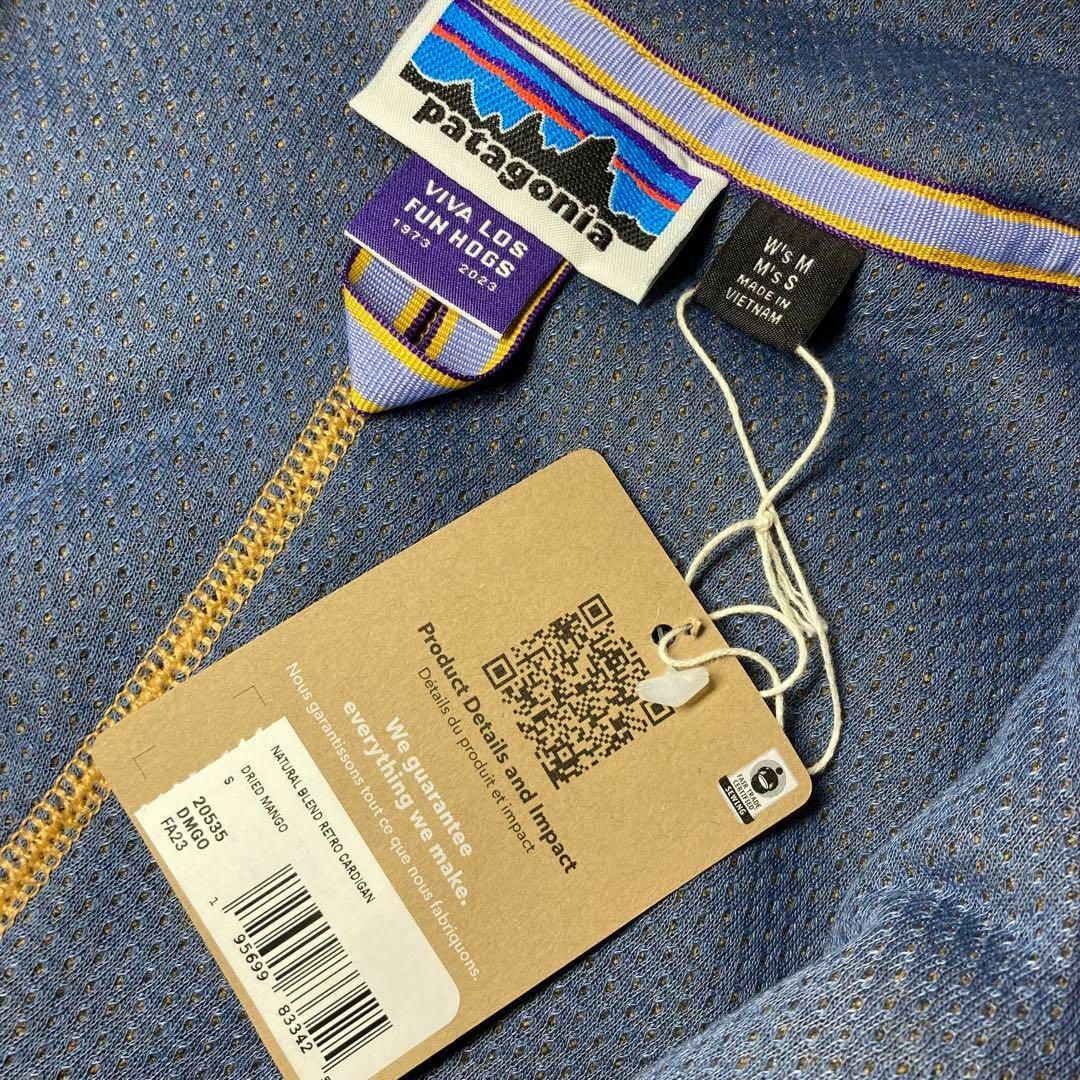 patagonia
VIVA LOS
FUN HOGS
1973
2023
W's M
M's S
MADE IN
VIETNAM
Product Details and Impact
Détails du produit et impact
We guarantee
everything we make.
Nous garantissons tout ce que nous fabriquons.
FAIR TRADE
CERTIFIED
SEWING
NATURAL BLEND RETRO CARDIGAN
DRIED MANGO
S
20535
DMG0
FA23
1 95699 83342